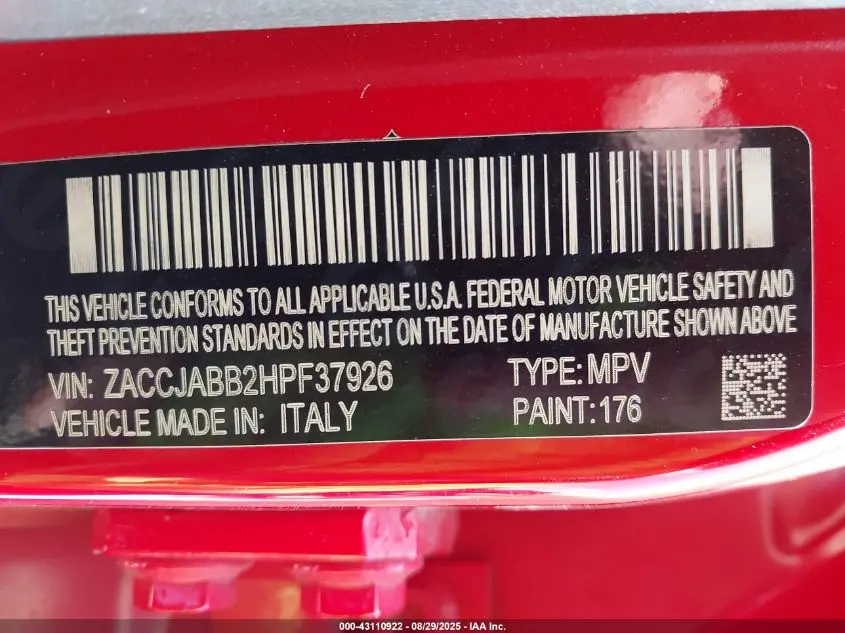 THIS VEHICLE CONFORMS TO ALL APPLICABLE U.S.A. FEDERAL MOTOR VEHICLE SAFETY AND
THEFT PREVENTION STANDARDS IN EFFECT ON THE DATE OF MANUFACTURE SHOWN ABOVE
VIN: ZACCJABB2HPF37926 TYPE: MPV
VEHICLE MADE IN: ITALY PAINT: 176
000-43110922 - 08/29/2025 - IAA Inc.